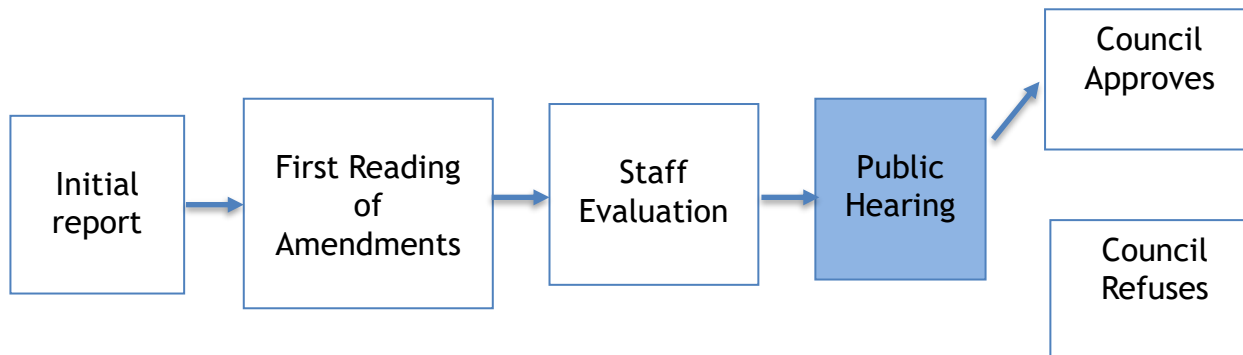 Initial
report
First Reading
of
Amendments
Staff
Evaluation
Public
Hearing
Council
Approves
Council
Refuses